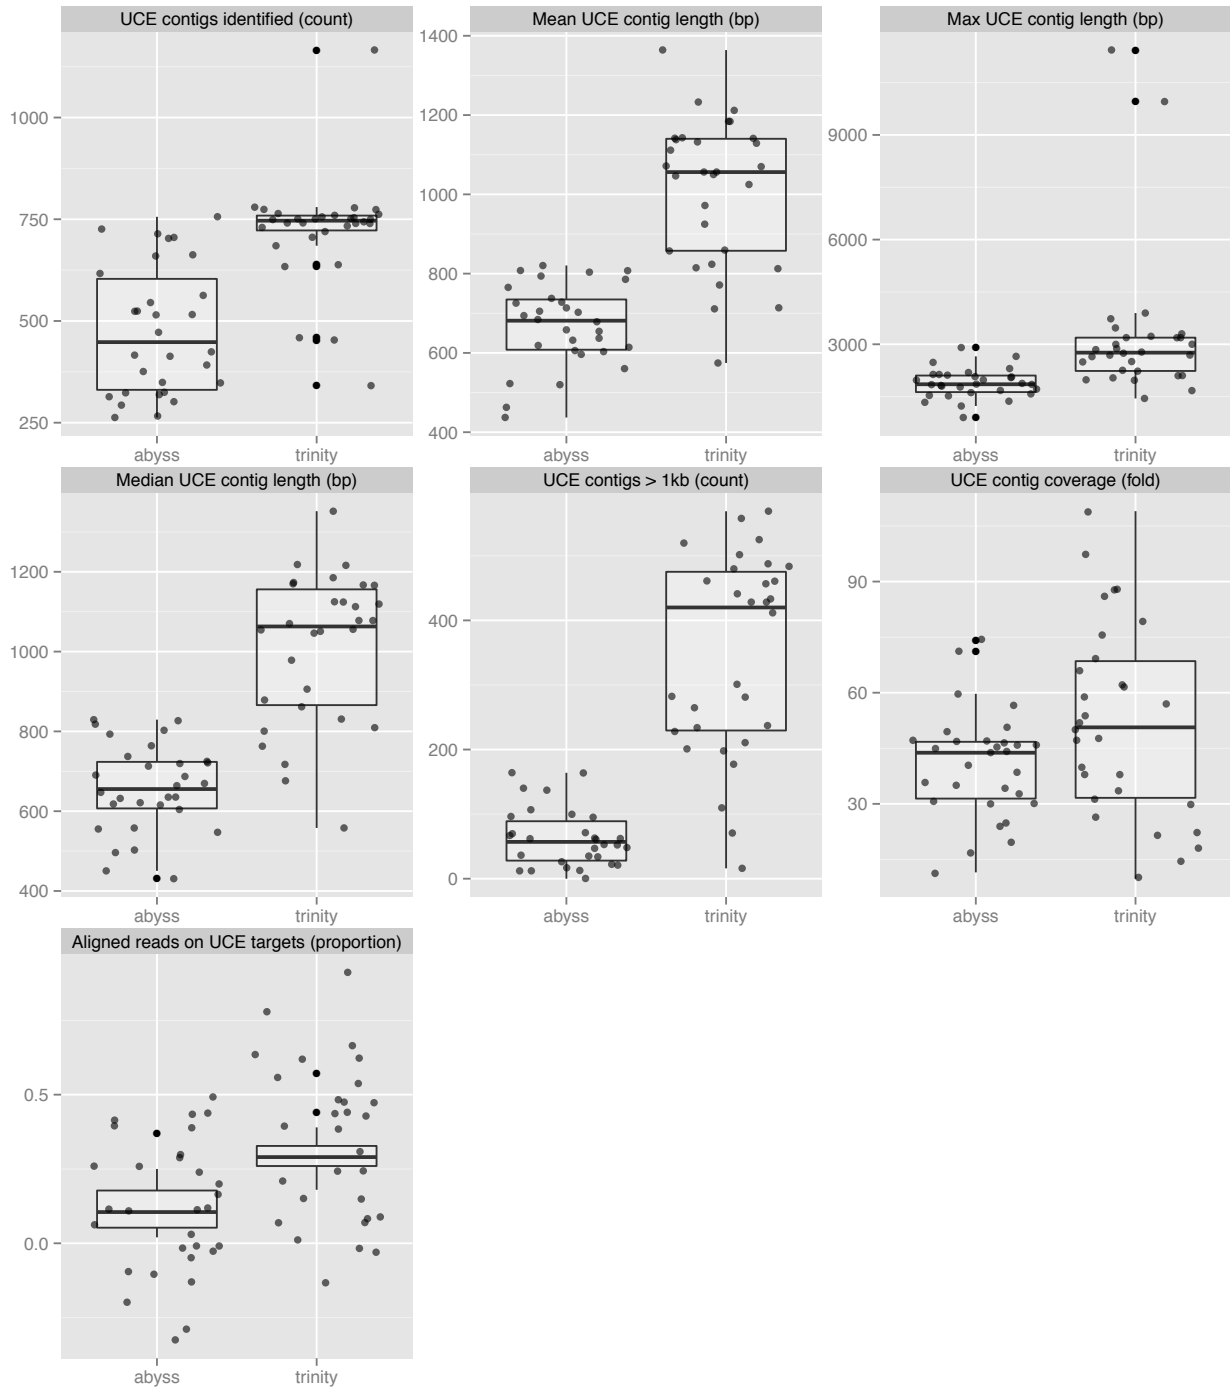 UCE contigs identified (count)
Mean UCE contig length (bp)
Max UCE contig length (bp)
1000
750
500
250
1400
1200
1000
800
600
400
9000
6000
3000
abyss
trinity
abyss
trinity
abyss
trinity
Median UCE contig length (bp)
UCE contigs > 1kb (count)
UCE contig coverage (fold)
1200
1000
800
600
400
400
200
0
90
60
30
abyss
trinity
abyss
trinity
abyss
trinity
Aligned reads on UCE targets (proportion)
0.5
0.0
abyss
trinity